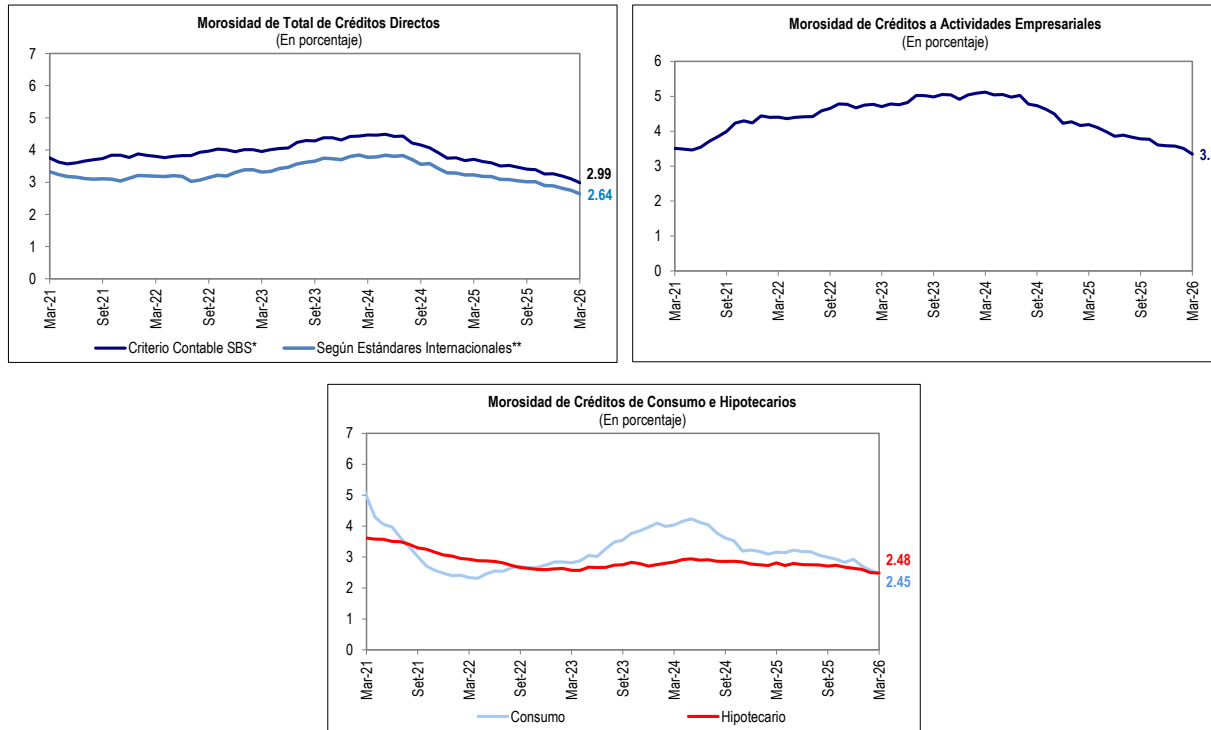 Morosidad de Total de Créditos Directos
(En porcentaje)
7
6
5
4
3
2
1
0
2.99
2.64
Mar-21
Set-21
Mar-22
Set-22
Mar-23
Set-23
Mar-24
Set-24
Mar-25
Set-25
Mar-26
Criterio Contable SBS*
Según Estándares Internacionales**
Morosidad de Créditos a Actividades Empresariales
(En porcentaje)
6
5
4
3
2
1
0
Mar-21
Set-21
Mar-22
Set-22
Mar-23
Set-23
Mar-24
Set-24
Mar-25
Set-25
Mar-26
Morosidad de Créditos de Consumo e Hipotecarios
(En porcentaje)
7
6
5
4
3
2
1
0
2.48
2.45
Mar-21
Set-21
Mar-22
Set-22
Mar-23
Set-23
Mar-24
Set-24
Mar-25
Set-25
Mar-26
Consumo
Hipotecario